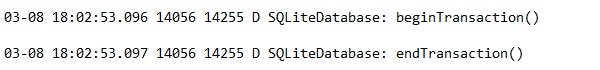 03-08 18:02:53.096 14056 14255 D SQLiteDatabase: beginTransaction()
03-08 18:02:53.097 14056 14255 D SQLiteDatabase: endTransaction()